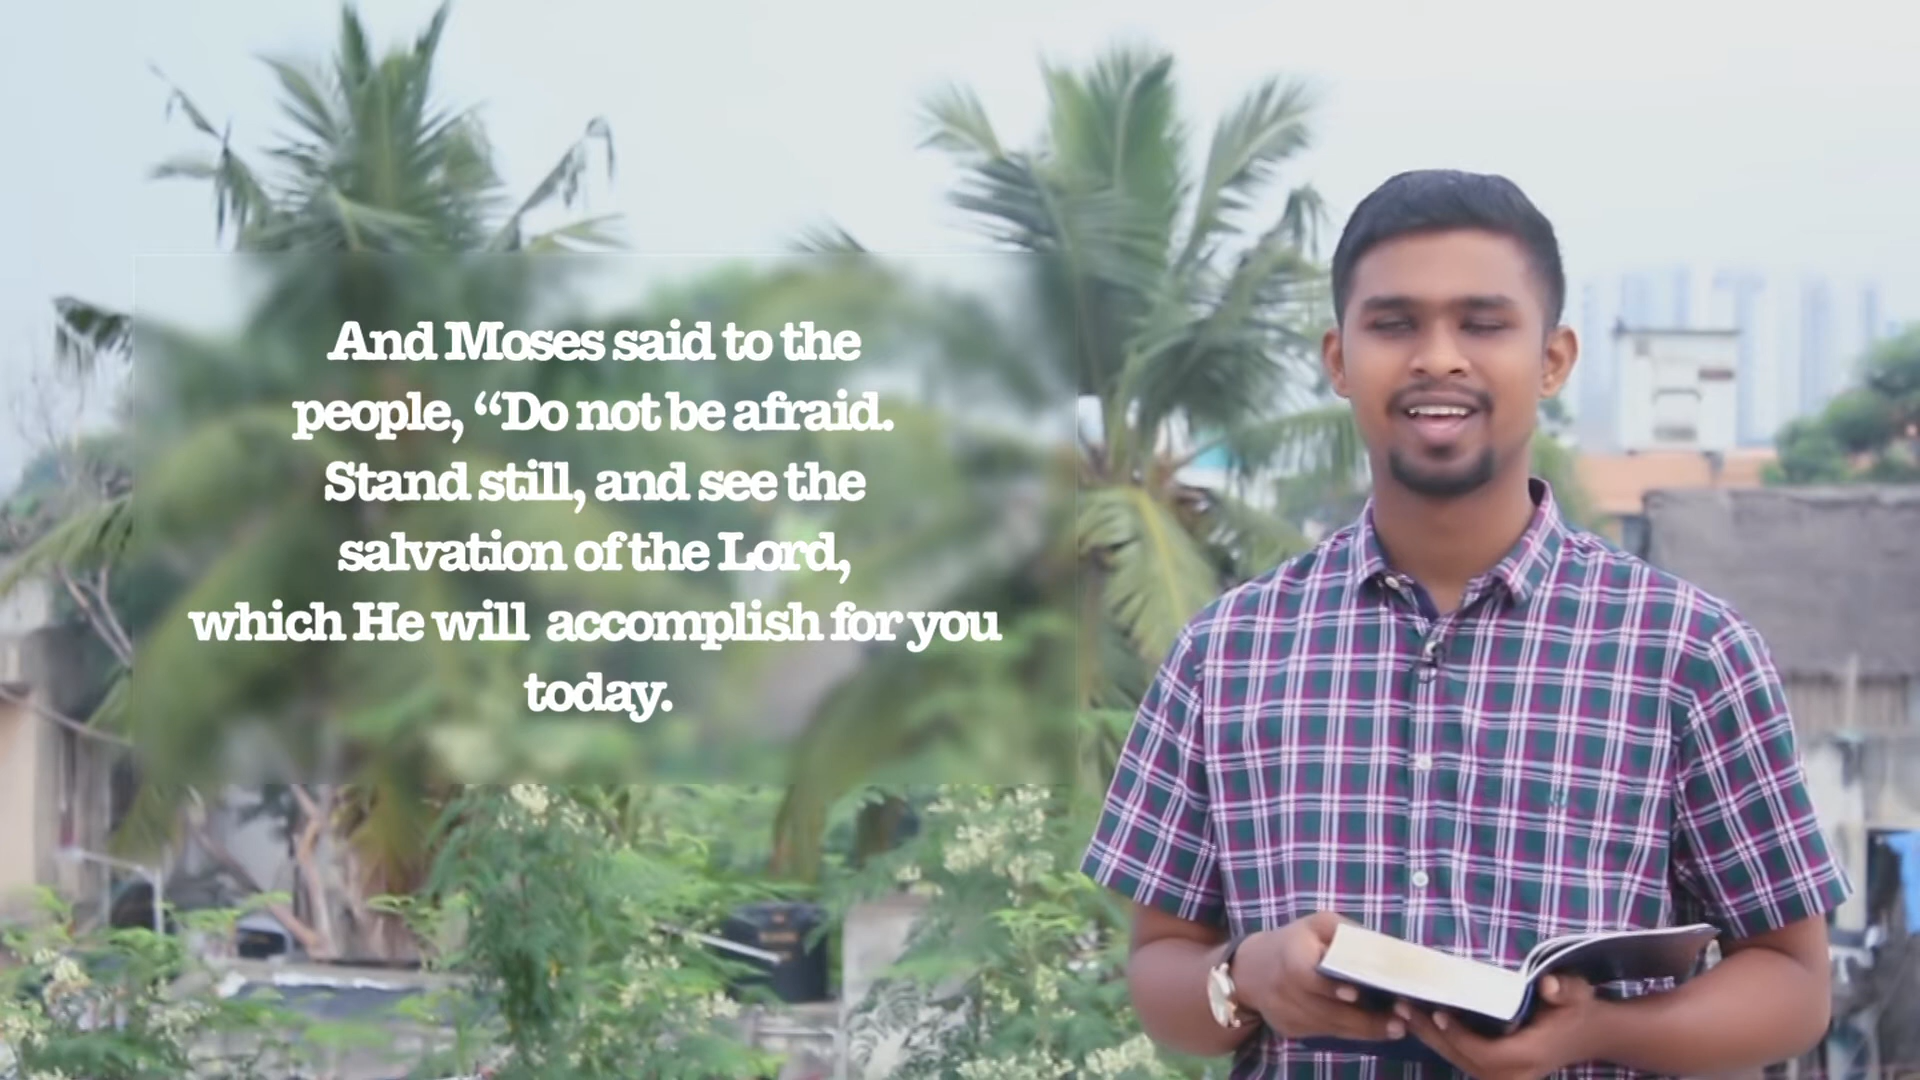 And Moses said to the
people, “Do not be afraid.
Stand still, and see the
salvation of the Lord,
which He will  accomplish for you
today.